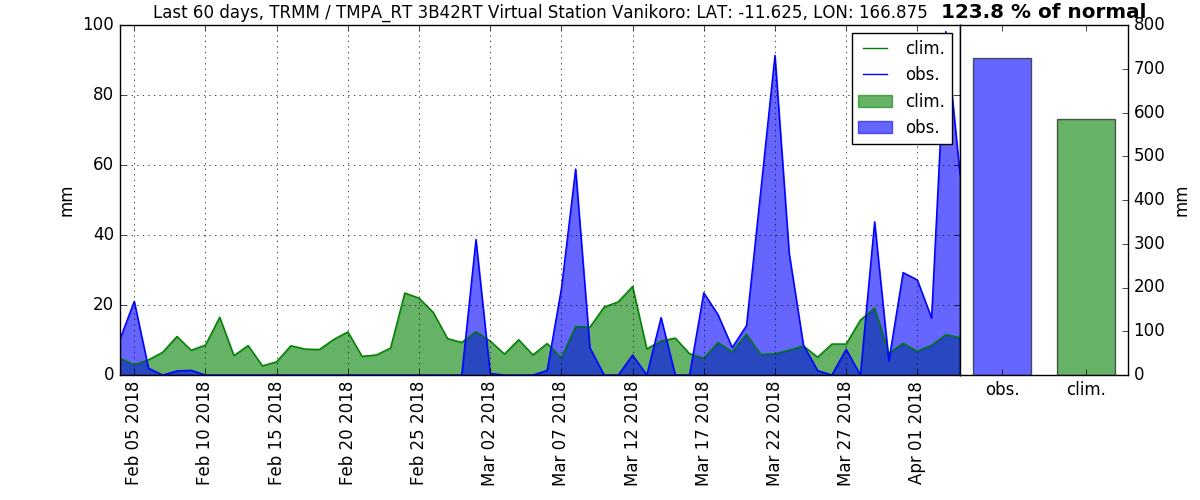 Last 60 days, TRMM / TMPA_RT 3B42RT Virtual Station Vanikoro: LAT: -11.625, LON: 166.875 123.8 % of normal
100
80
60
40
20
0
mm
clim.
obs.
clim.
obs.
Feb 05 2018
Feb 10 2018
Feb 15 2018
Feb 20 2018
Feb 25 2018
Mar 02 2018
Mar 07 2018
Mar 12 2018
Mar 17 2018
Mar 22 2018
Mar 27 2018
Apr 01 2018
800
700
600
500
400
300
200
100
0
mm
obs.
clim.